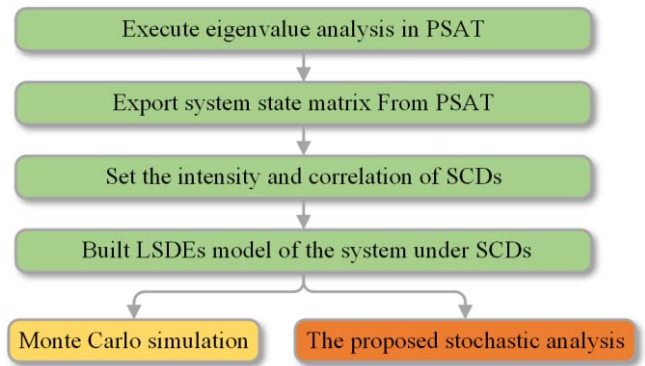 Execute eigenvalue analysis in PSAT
Export system state matrix From PSAT
Set the intensity and correlation of SCDs
Built LSDEs model of the system under SCDs
Monte Carlo simulation
The proposed stochastic analysis